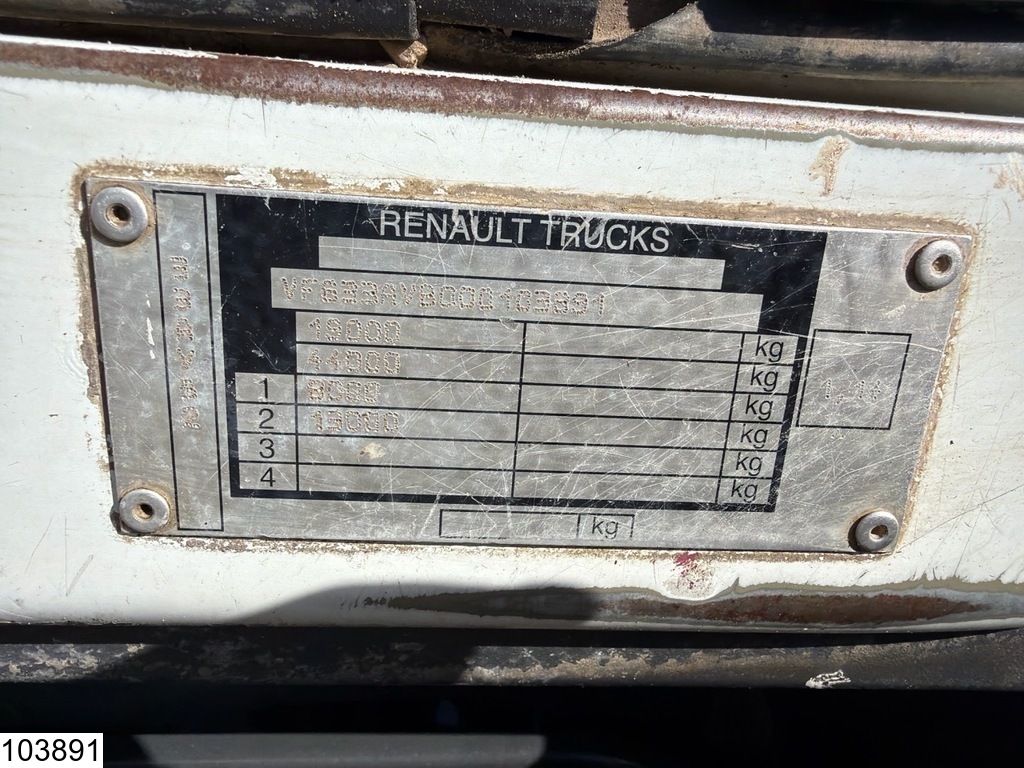 RENAULT TRUCKS
VF633AVB000103891
19000 kg
44000 kg
1 8000 kg
2 13000 kg
3 kg
4 kg
kg
103891